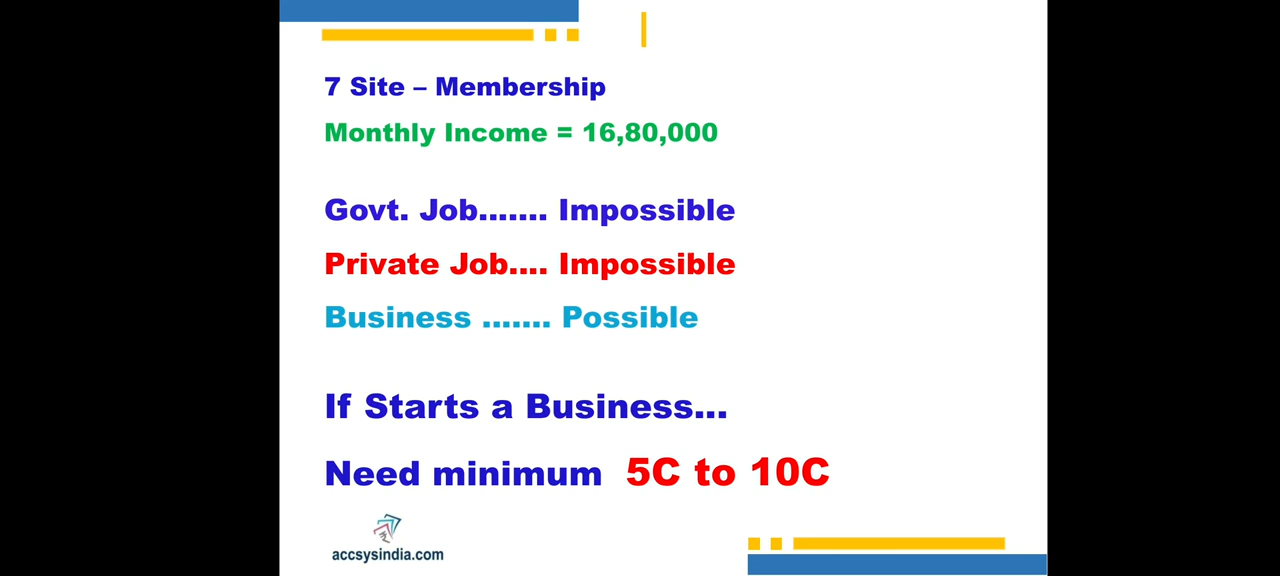 7 Site – Membership
Monthly Income = 16,80,000
Govt. Job....... Impossible
Private Job.... Impossible
Business ....... Possible
If Starts a Business...
Need minimum 5C to 10C
accsysindia.com